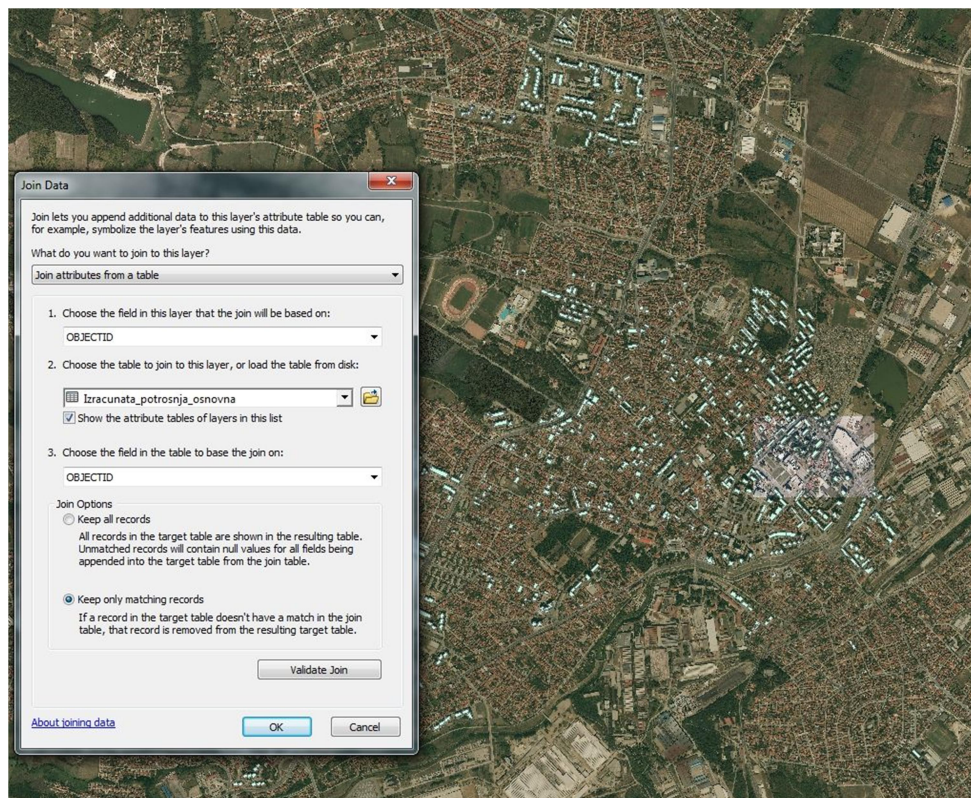 Join Data
Join lets you append additional data to this layer's attribute table so you can,
for example, symbolize the layer's features using this data.
What do you want to join to this layer?
Join attributes from a table
1. Choose the field in this layer that the join will be based on:
OBJECTID
2. Choose the table to join to this layer, or load the table from disk:
Izracunata_potrosnja_osnovna
Show the attribute tables of layers in this list
3. Choose the field in the table to base the join on:
OBJECTID
Join Options
Keep all records
All records in the target table are shown in the resulting table.
Unmatched records will contain null values for all fields being
appended into the target table from the join table.
Keep only matching records
If a record in the target table doesn't have a match in the join
table, that record is removed from the resulting target table.
Validate Join
About joining data
OK
Cancel